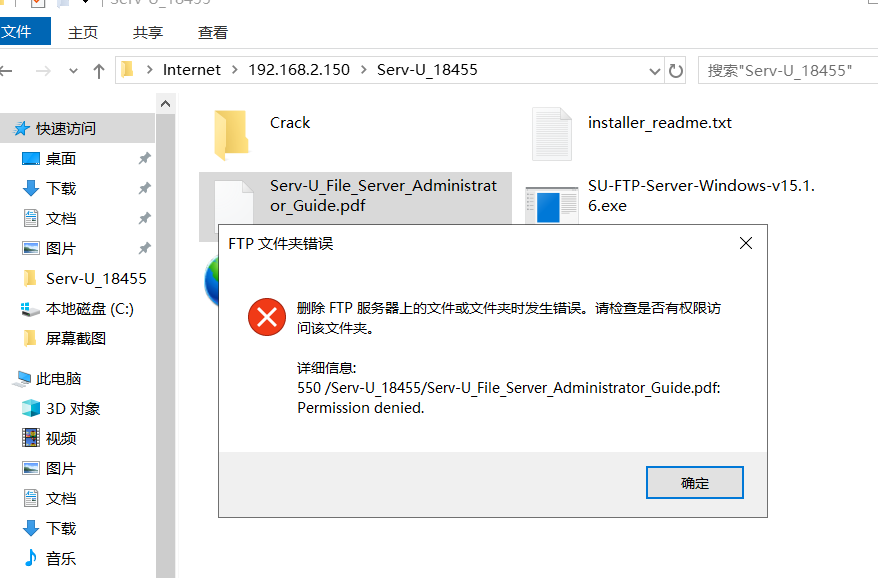 Serv-U_18455
文件 主页 共享 查看
Internet 192.168.2.150 Serv-U_18455 搜索"Serv-U_18455"
快速访问
桌面
下载
文档
图片
Serv-U_18455
本地磁盘 (C:)
屏幕截图
此电脑
3D 对象
视频
图片
文档
下载
音乐
Crack
installer_readme.txt
Serv-U_File_Server_Administrat
or_Guide.pdf
SU-FTP-Server-Windows-v15.1.
6.exe
FTP 文件夹错误
删除 FTP 服务器上的文件或文件夹时发生错误。请检查是否有权限访
问该文件夹。
详细信息:
550 /Serv-U_18455/Serv-U_File_Server_Administrator_Guide.pdf:
Permission denied.
确定